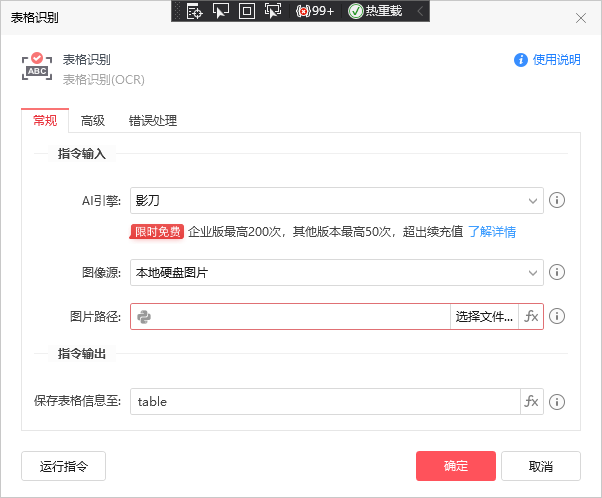 表格识别
99+
热重载
表格识别
ABC
表格识别(OCR)
使用说明
常规 高级 错误处理
指令输入
AI引擎: 影刀
限时免费 企业版最高200次，其他版本最高50次，超出续充值 了解详情
图像源: 本地硬盘图片
图片路径: 选择文件... fx
指令输出
保存表格信息至: table fx
运行指令 确定 取消